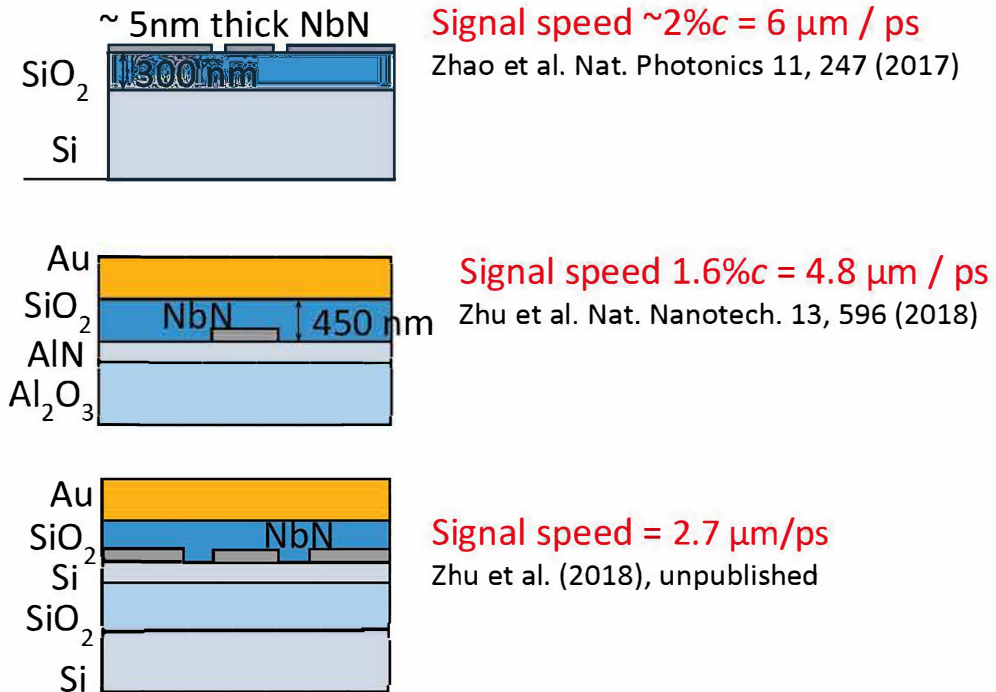 ~ 5nm thick NbN
SiO₂
300 nm
Si
Signal speed ~2%c = 6 μm / ps
Zhao et al. Nat. Photonics 11, 247 (2017)
Au
SiO₂
NbN
450 nm
AlN
Al₂O₃
Signal speed 1.6%c = 4.8 μm / ps
Zhu et al. Nat. Nanotech. 13, 596 (2018)
Au
SiO₂
NbN
Si
SiO₂
Si
Signal speed = 2.7 μm/ps
Zhu et al. (2018), unpublished